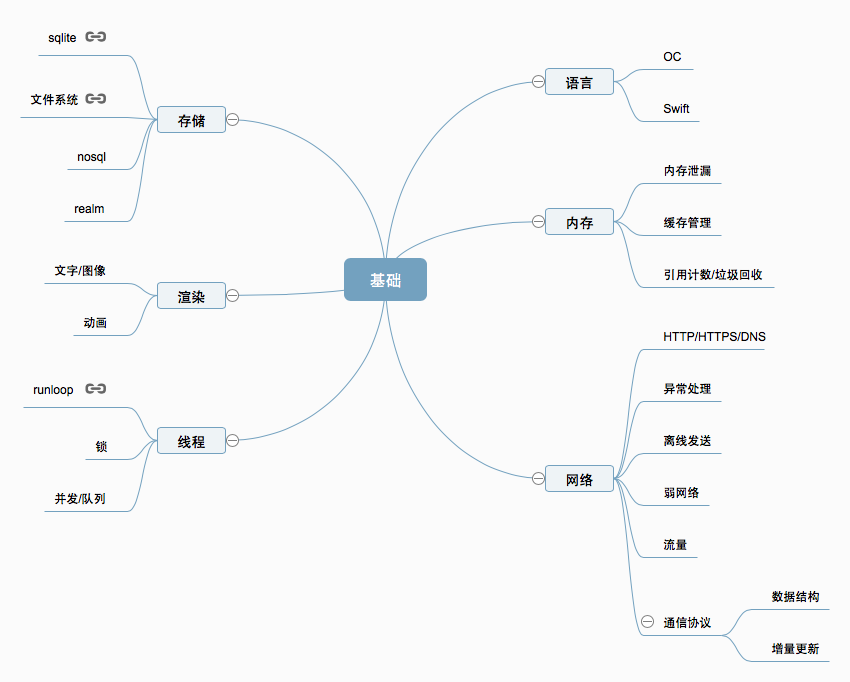 基础
语言
OC
Swift
内存
内存泄漏
缓存管理
引用计数/垃圾回收
网络
HTTP/HTTPS/DNS
异常处理
离线发送
弱网络
流量
通信协议
数据结构
增量更新
存储
sqlite
文件系统
nosql
realm
渲染
文字/图像
动画
线程
runloop
锁
并发/队列